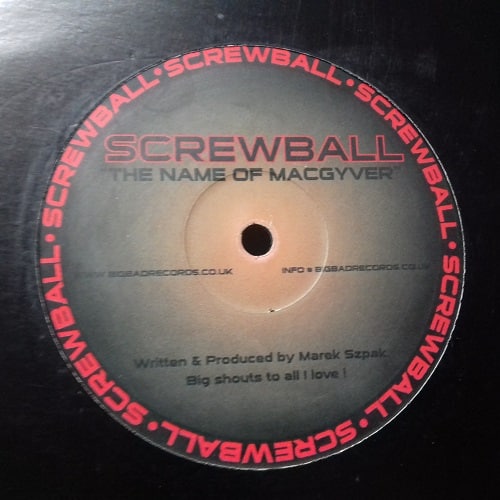 SCREWBALL • SCREWBALL • SCREWBALL • SCREWBALL • SCREWBALL • SCREWBALL • SCREWBALL • SCREWBALL •
SCREWBALL
"THE NAME OF MACGYVER"
WWW.BIGBADRECORDS.CO.UK INFO @ BIGBADRECORDS.CO.UK
Written & Produced by Marek Szpak.
Big shouts to all I love !